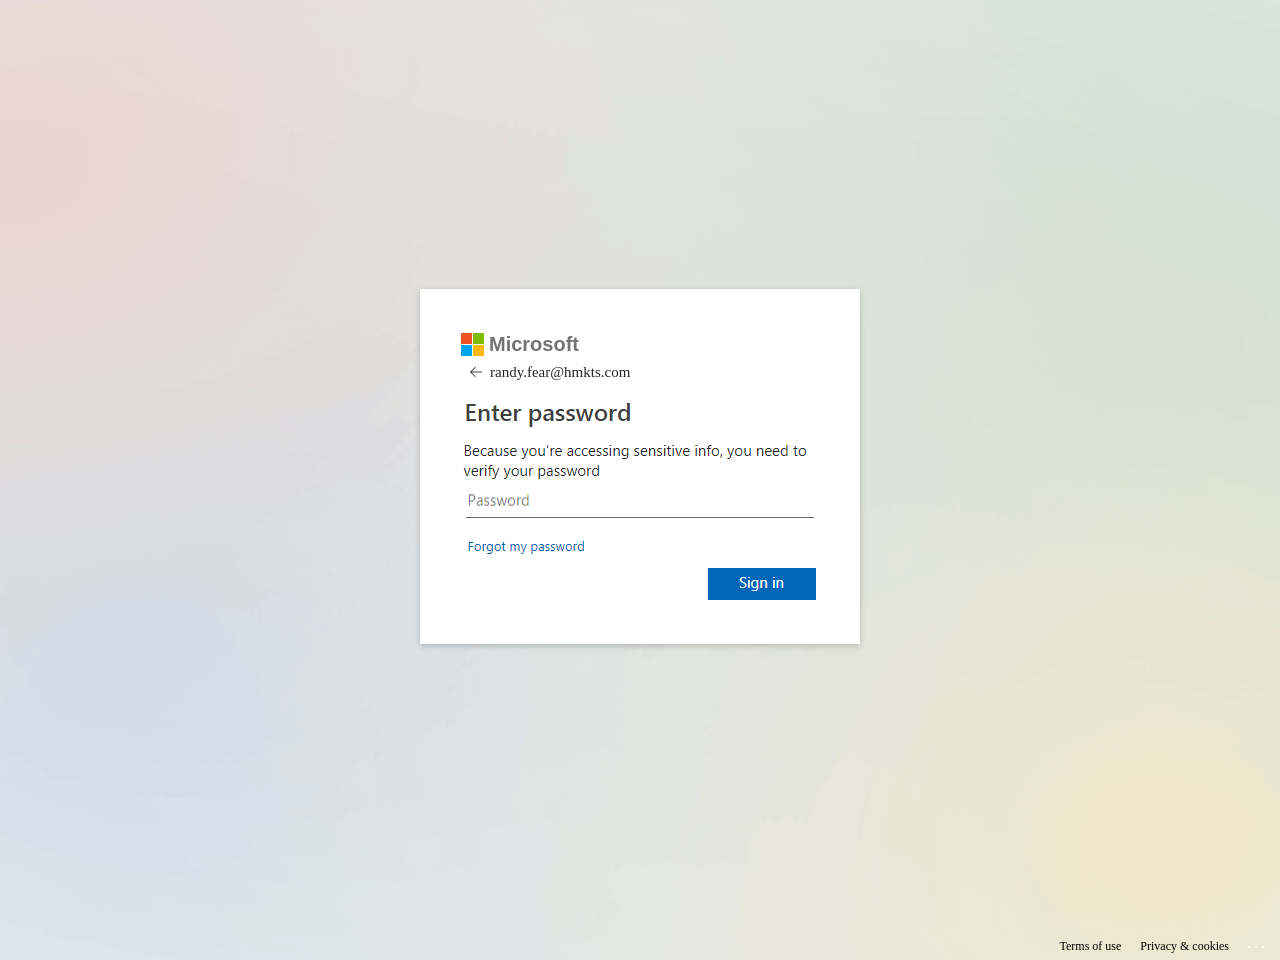 Microsoft
randy.fear@hmkts.com
Enter password
Because you're accessing sensitive info, you need to
verify your password
Password
Forgot my password
Sign in
Terms of use Privacy & cookies ...